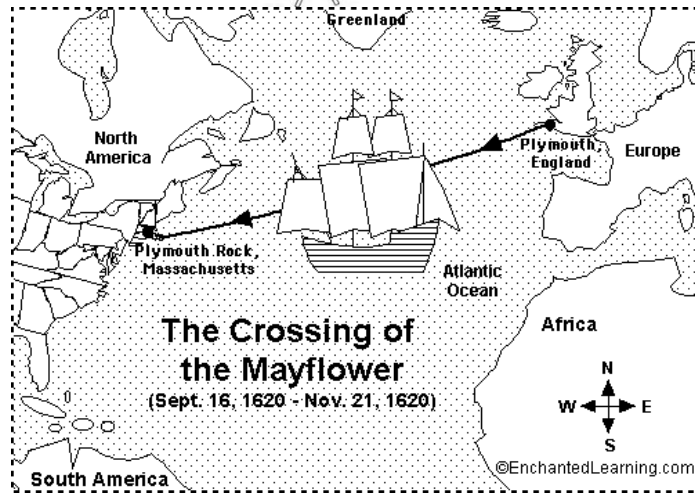 Greenland
North
America
Plymouth,
England
Europe
Plymouth Rock,
Massachusetts
Atlantic
Ocean
Africa
The Crossing of
the Mayflower
(Sept. 16, 1620 - Nov. 21, 1620)
N
W
E
S
©EnchantedLearning.com
South America